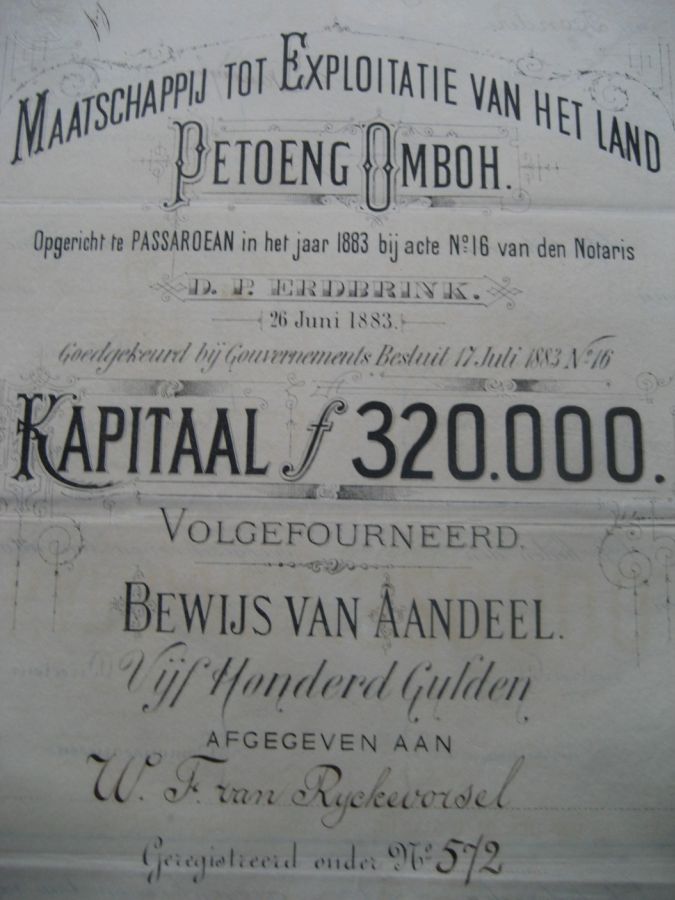 MAATSCHAPPIJ TOT EXPLOITATIE VAN HET LAND
PETOENG OMBOH.
Opgericht te PASSAROEAN in het jaar 1883 bij acte No. 16 van den Notaris
D. P. ERDBRINK.
26 Juni 1883.
Goedgekeurd bij Gouvernements Besluit 17 Juli 1883 No. 16
KAPITAAL f 320.000.
VOLGEFOURNEERD.
BEWIJS VAN AANDEEL.
Vijf Honderd Gulden
AFGEGEVEN AAN
W. F. van Ryckevorsel
Geregistreerd onder No. 572